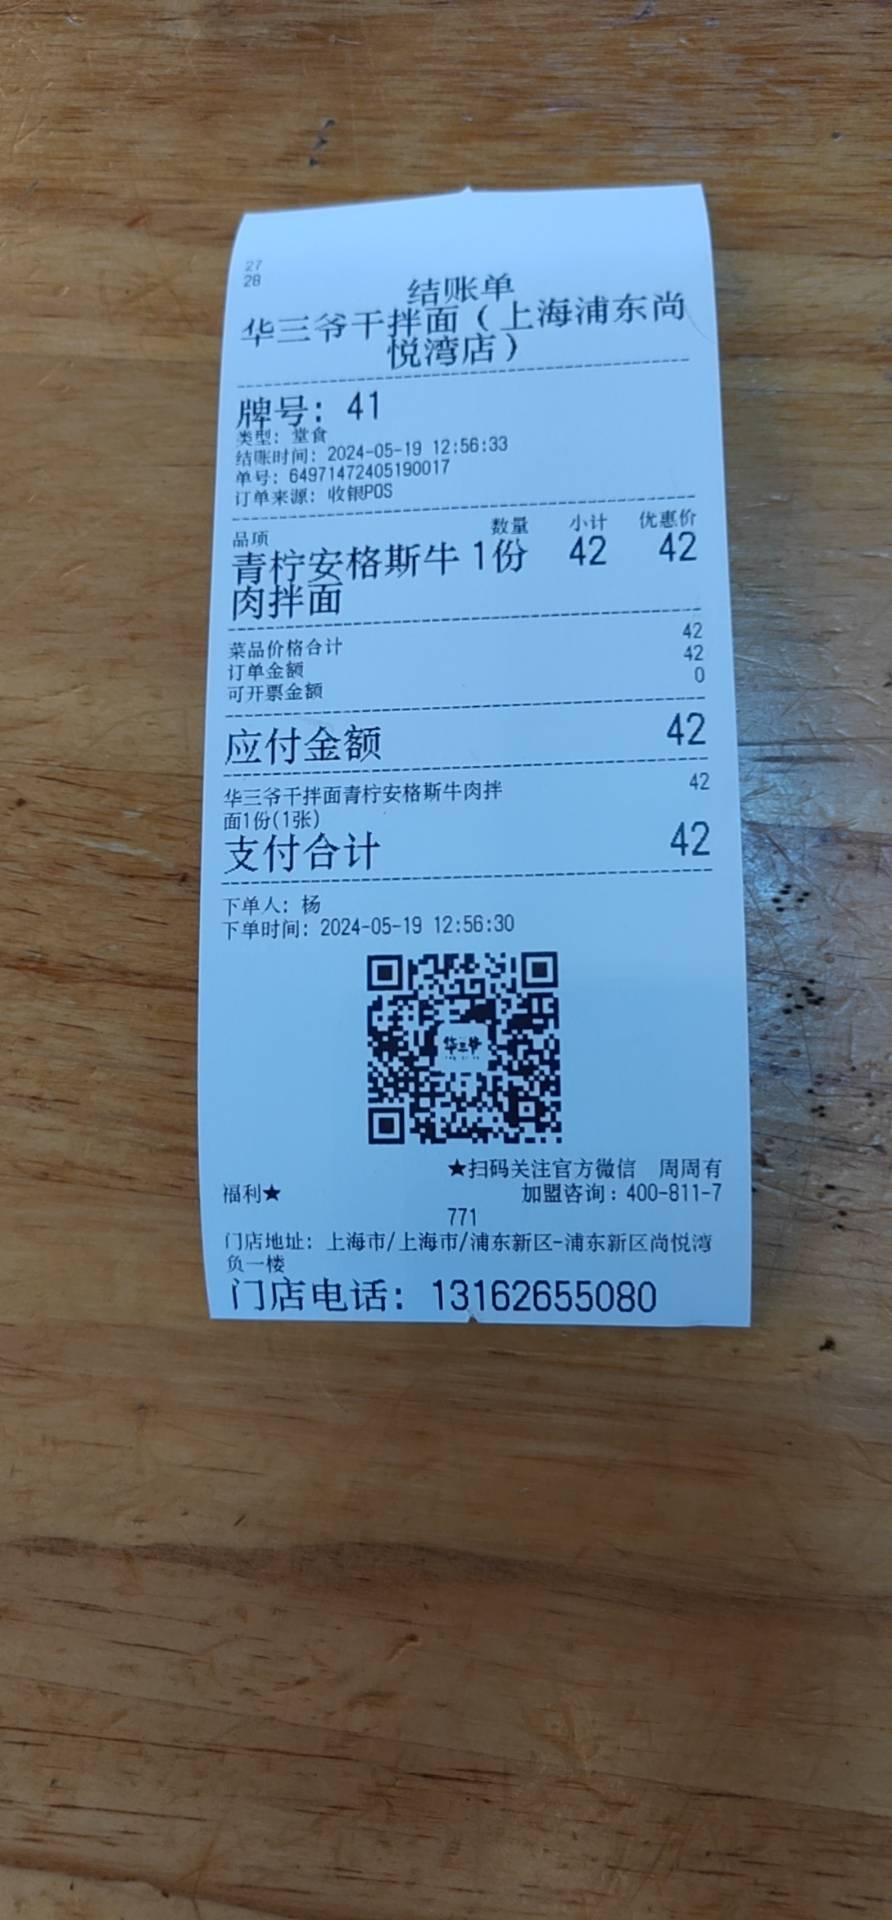 27
28
结账单
华三爷干拌面（上海浦东尚
悦湾店）
牌号: 41
类型: 堂食
结账时间: 2024-05-19 12:56:33
单号: 64971472405190017
订单来源: 收银POS
品项 数量 小计 优惠价
青柠安格斯牛 1份 42 42
肉拌面
菜品价格合计 42
订单金额 42
可开票金额 0
应付金额 42
华三爷干拌面青柠安格斯牛肉拌 42
面1份(1张)
支付合计 42
下单人: 杨
下单时间: 2024-05-19 12:56:30
华三爷
★扫码关注官方微信 周周有
福利★ 加盟咨询：400-811-7
771
门店地址: 上海市/上海市/浦东新区-浦东新区尚悦湾
负一楼
门店电话: 13162655080